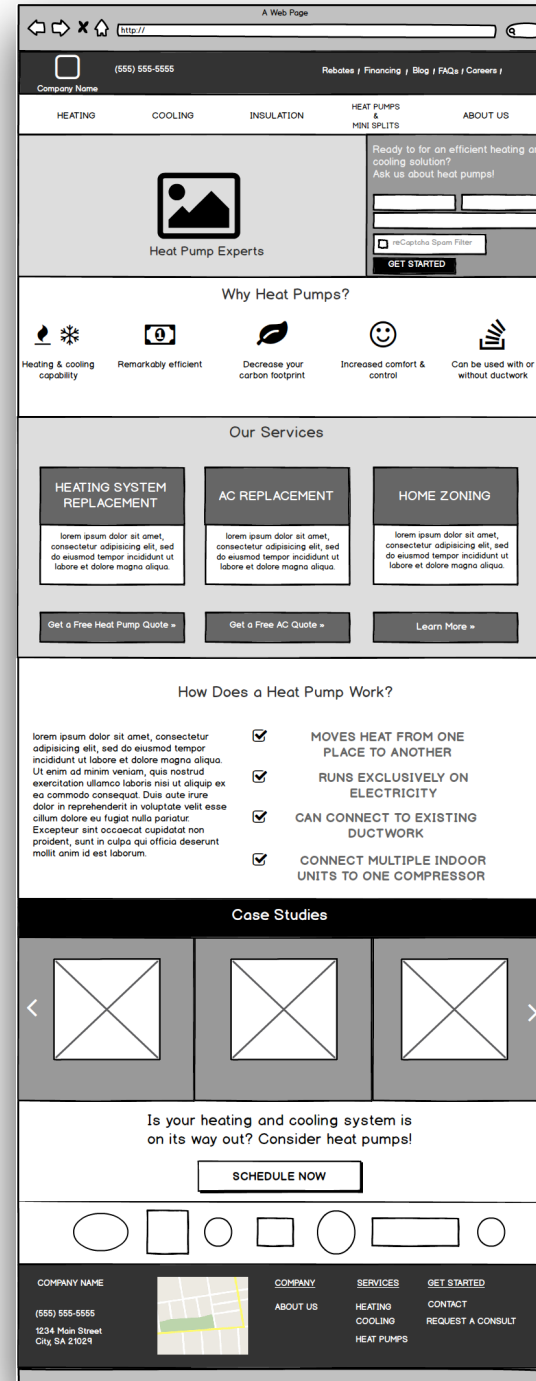 A Web Page
http://
(555) 555-5555
Rebates / Financing / Blog / FAQs / Careers /
Company Name
HEATING
COOLING
INSULATION
HEAT PUMPS
&
MINI SPLITS
ABOUT US
Ready to for an efficient heating an
cooling solution?
Ask us about heat pumps!
reCaptcha Spam Filter
GET STARTED
Heat Pump Experts
Why Heat Pumps?
1
Heating & cooling
capability
Remarkably efficient
Decrease your
carbon footprint
Increased comfort &
control
Can be used with or
without ductwork
Our Services
HEATING SYSTEM
REPLACEMENT
lorem ipsum dolor sit amet,
consectetur adipisicing elit, sed
do eiusmod tempor incididunt ut
labore et dolore magna aliqua.
AC REPLACEMENT
lorem ipsum dolor sit amet,
consectetur adipisicing elit, sed
do eiusmod tempor incididunt ut
labore et dolore magna aliqua.
HOME ZONING
lorem ipsum dolor sit amet,
consectetur adipisicing elit, sed
do eiusmod tempor incididunt ut
labore et dolore magna aliqua.
Get a Free Heat Pump Quote »
Get a Free AC Quote »
Learn More »
How Does a Heat Pump Work?
lorem ipsum dolor sit amet, consectetur
adipisicing elit, sed do eiusmod tempor
incididunt ut labore et dolore magna aliqua.
Ut enim ad minim veniam, quis nostrud
exercitation ullamco laboris nisi ut aliquip ex
ea commodo consequat. Duis aute irure
dolor in reprehenderit in voluptate velit esse
cillum dolore eu fugiat nulla pariatur.
Excepteur sint occaecat cupidatat non
proident, sunt in culpa qui officia deserunt
mollit anim id est laborum.
MOVES HEAT FROM ONE
PLACE TO ANOTHER
RUNS EXCLUSIVELY ON
ELECTRICITY
CAN CONNECT TO EXISTING
DUCTWORK
CONNECT MULTIPLE INDOOR
UNITS TO ONE COMPRESSOR
Case Studies
Is your heating and cooling system is
on its way out? Consider heat pumps!
SCHEDULE NOW
COMPANY NAME
(555) 555-5555
1234 Main Street
City, SA 21029
COMPANY
ABOUT US
SERVICES
HEATING
COOLING
HEAT PUMPS
GET STARTED
CONTACT
REQUEST A CONSULT